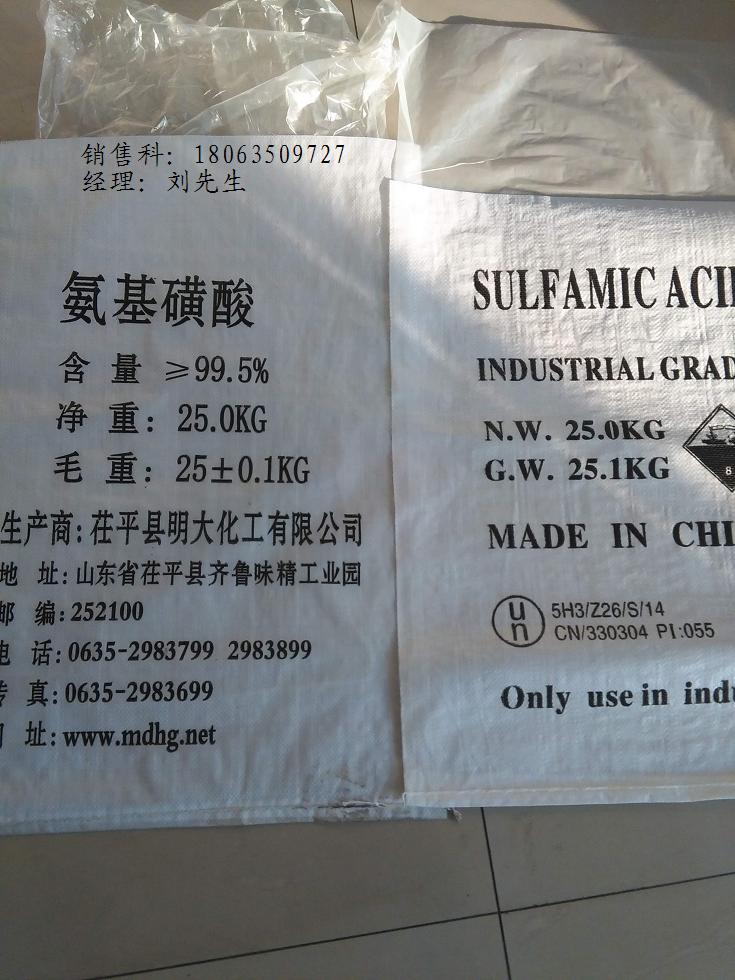 销售科: 18063509727
经理: 刘先生
氨基磺酸
含 量 ≥99.5%
净 重: 25.0KG
毛 重: 25±0.1KG
生产商: 茌平县明大化工有限公司
地 址: 山东省茌平县齐鲁味精工业园
邮 编: 252100
电 话: 0635-2983799 2983899
传 真: 0635-2983699
址: www.mdhg.net
SULFAMIC ACI
INDUSTRIAL GRAD
N.W. 25.0KG
G.W. 25.1KG
8
MADE IN CHI
un
5H3/Z26/S/14
CN/330304 PI:055
Only use in indu